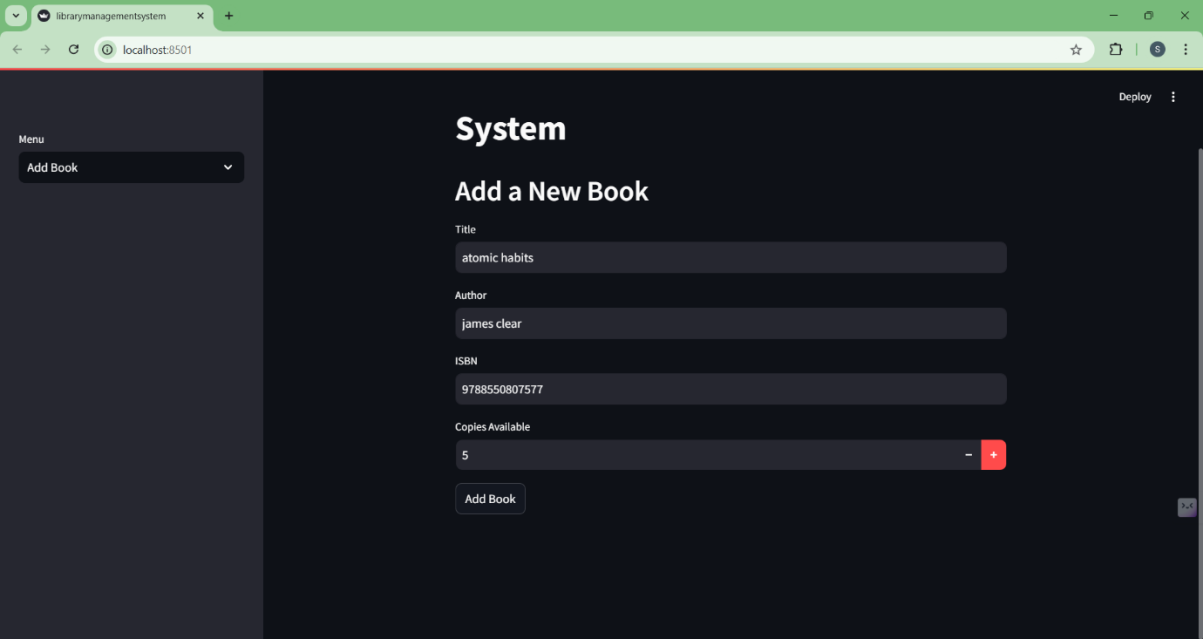 librarymanagementsystem
localhost:8501
S
Deploy
Menu
Add Book
System
Add a New Book
Title
atomic habits
Author
james clear
ISBN
9788550807577
Copies Available
5
Add Book